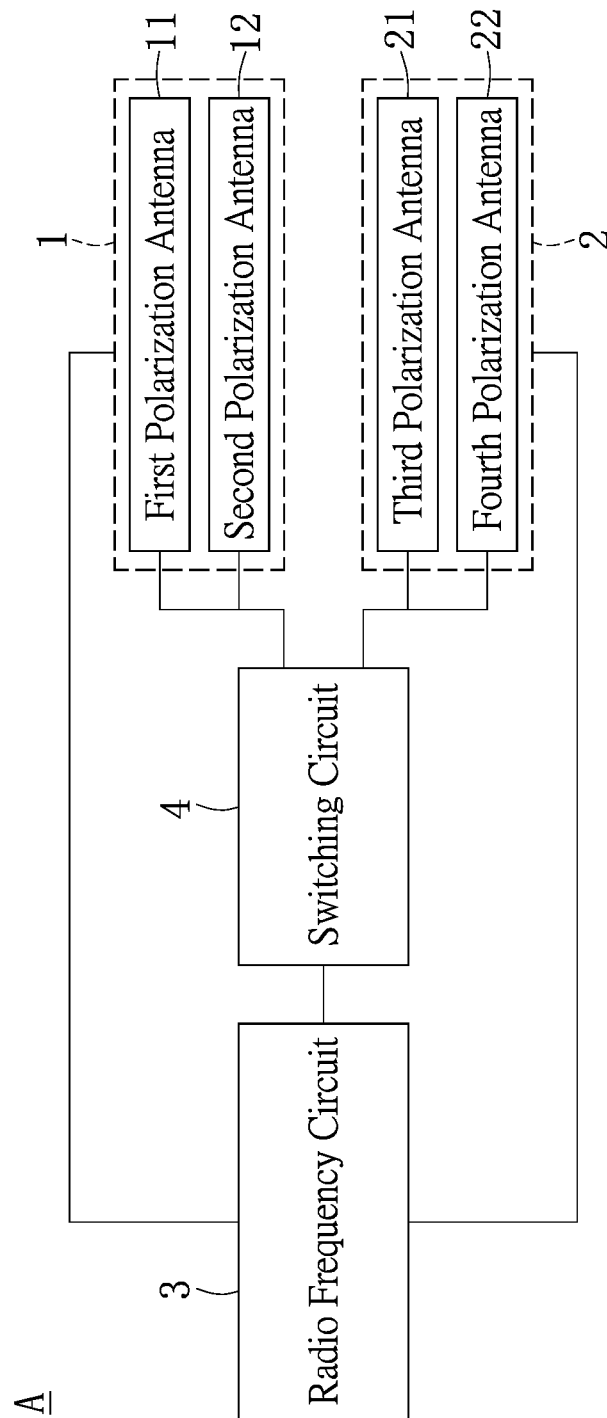 A
1
First Polarization Antenna
11
Second Polarization Antenna
12
3
Radio Frequency Circuit
4
Switching Circuit
Third Polarization Antenna
21
Fourth Polarization Antenna
22
2